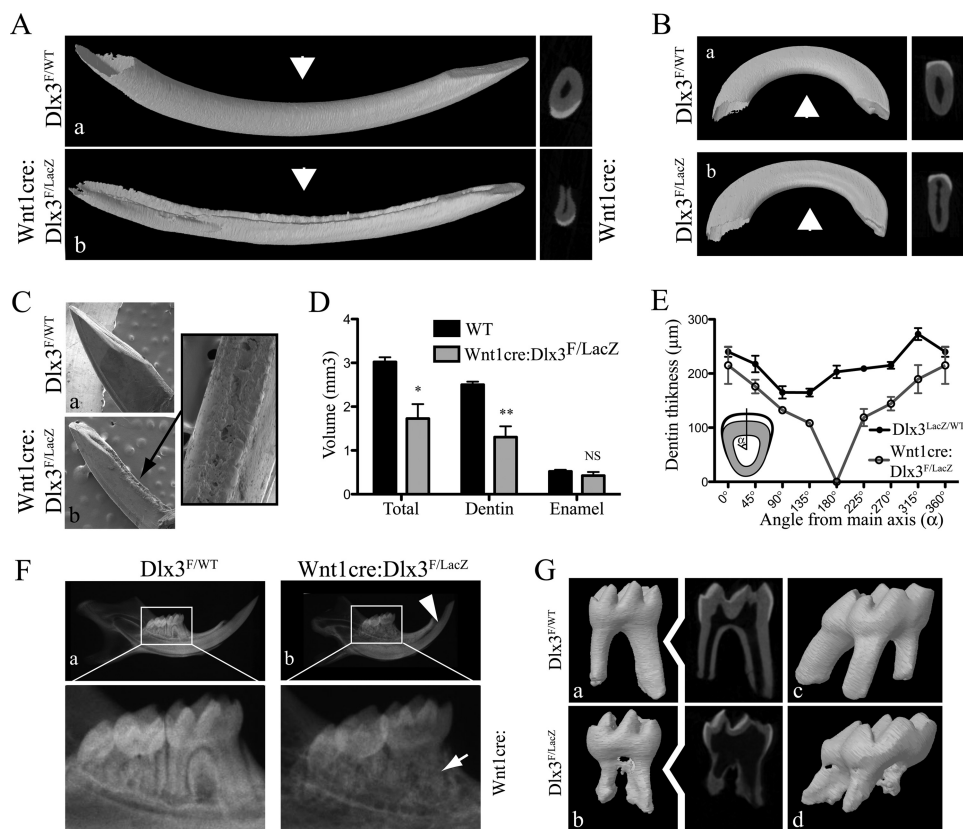 A
Dlx3F/WT
a
Wnt1cre:
Dlx3F/LacZ
b
B
Dlx3F/WT
a
Wnt1cre:
Dlx3F/LacZ
b
C
Dlx3F/WT
a
Wnt1cre:
Dlx3F/LacZ
b
D
Volume (mm3)
4
3
2
1
0
WT
Wnt1cre:Dlx3F/LacZ
*
**
NS
Total
Dentin
Enamel
E
Dentin thikness (µm)
300
200
100
0
α
Dlx3LacZ/WT
Wnt1cre:
Dlx3F/LacZ
0°
45°
90°
135°
180°
225°
270°
315°
360°
Angle from main axis (α)
F
Dlx3F/WT
Wnt1cre:Dlx3F/LacZ
a
b
G
Dlx3F/WT
a
c
Wnt1cre:
Dlx3F/LacZ
b
d